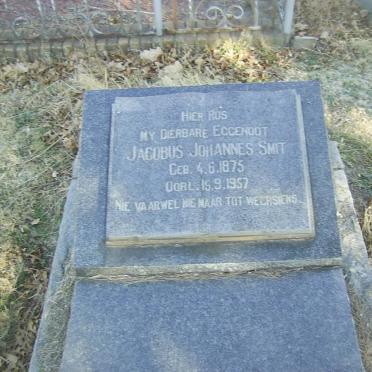 HIER RUS
MY DIERBARE EGGENOOT
JACOBUS JOHANNES SMIT
GEB. 4.6.1875
OORL. 15.9.1957
NIE VAARWEL NIE MAAR TOT WEERSIENS.